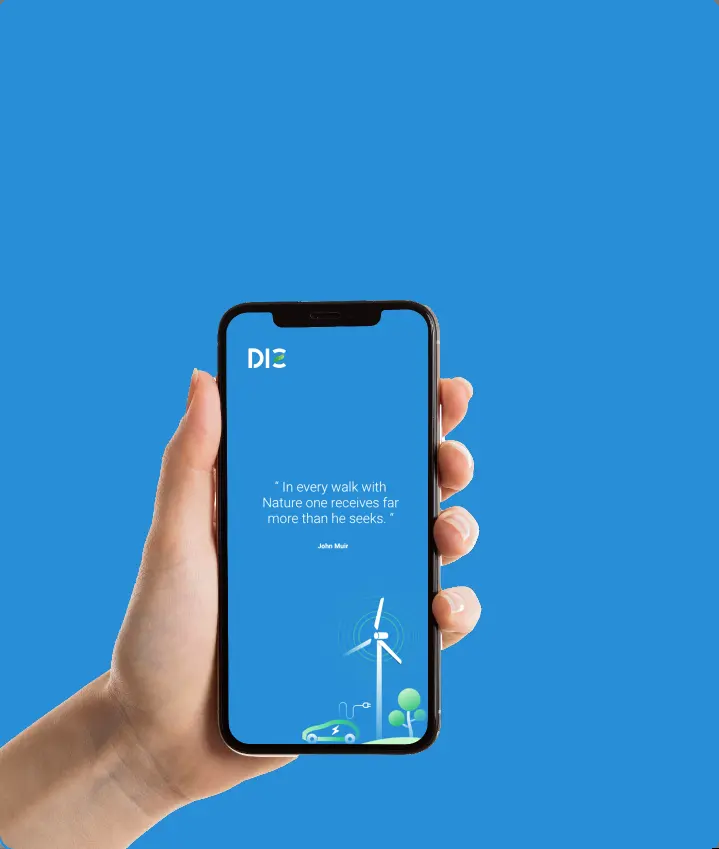 DIE
“ In every walk with
Nature one receives far
more than he seeks. ”
John Muir